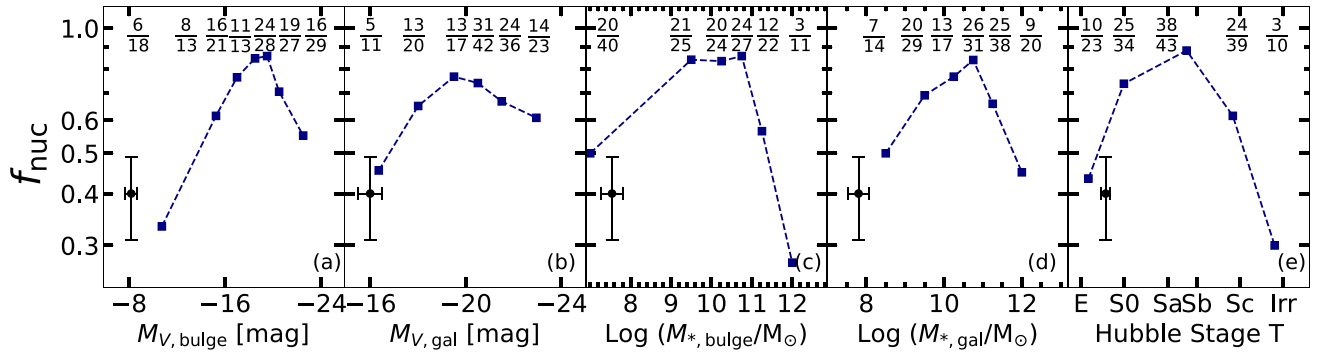 1.0
0.6
0.5
0.4
0.3
f_nuc
6/18 8/13 16/21 11/13 24/28 19/27 16/29
(a)
−8 −16 −24
M_V, bulge [mag]
5/11 13/20 13/17 31/42 24/36 14/23
(b)
−16 −20 −24
M_V, gal [mag]
20/40 21/25 20/24 24/27 12/22 3/11
(c)
8 9 10 11 12
Log (M_*, bulge/M_⊙)
7/14 20/29 13/17 26/31 25/38 9/20
(d)
8 10 12
Log (M_*, gal/M_⊙)
10/23 25/34 38/43 24/39 3/10
(e)
E S0 Sa Sb Sc Irr
Hubble Stage T